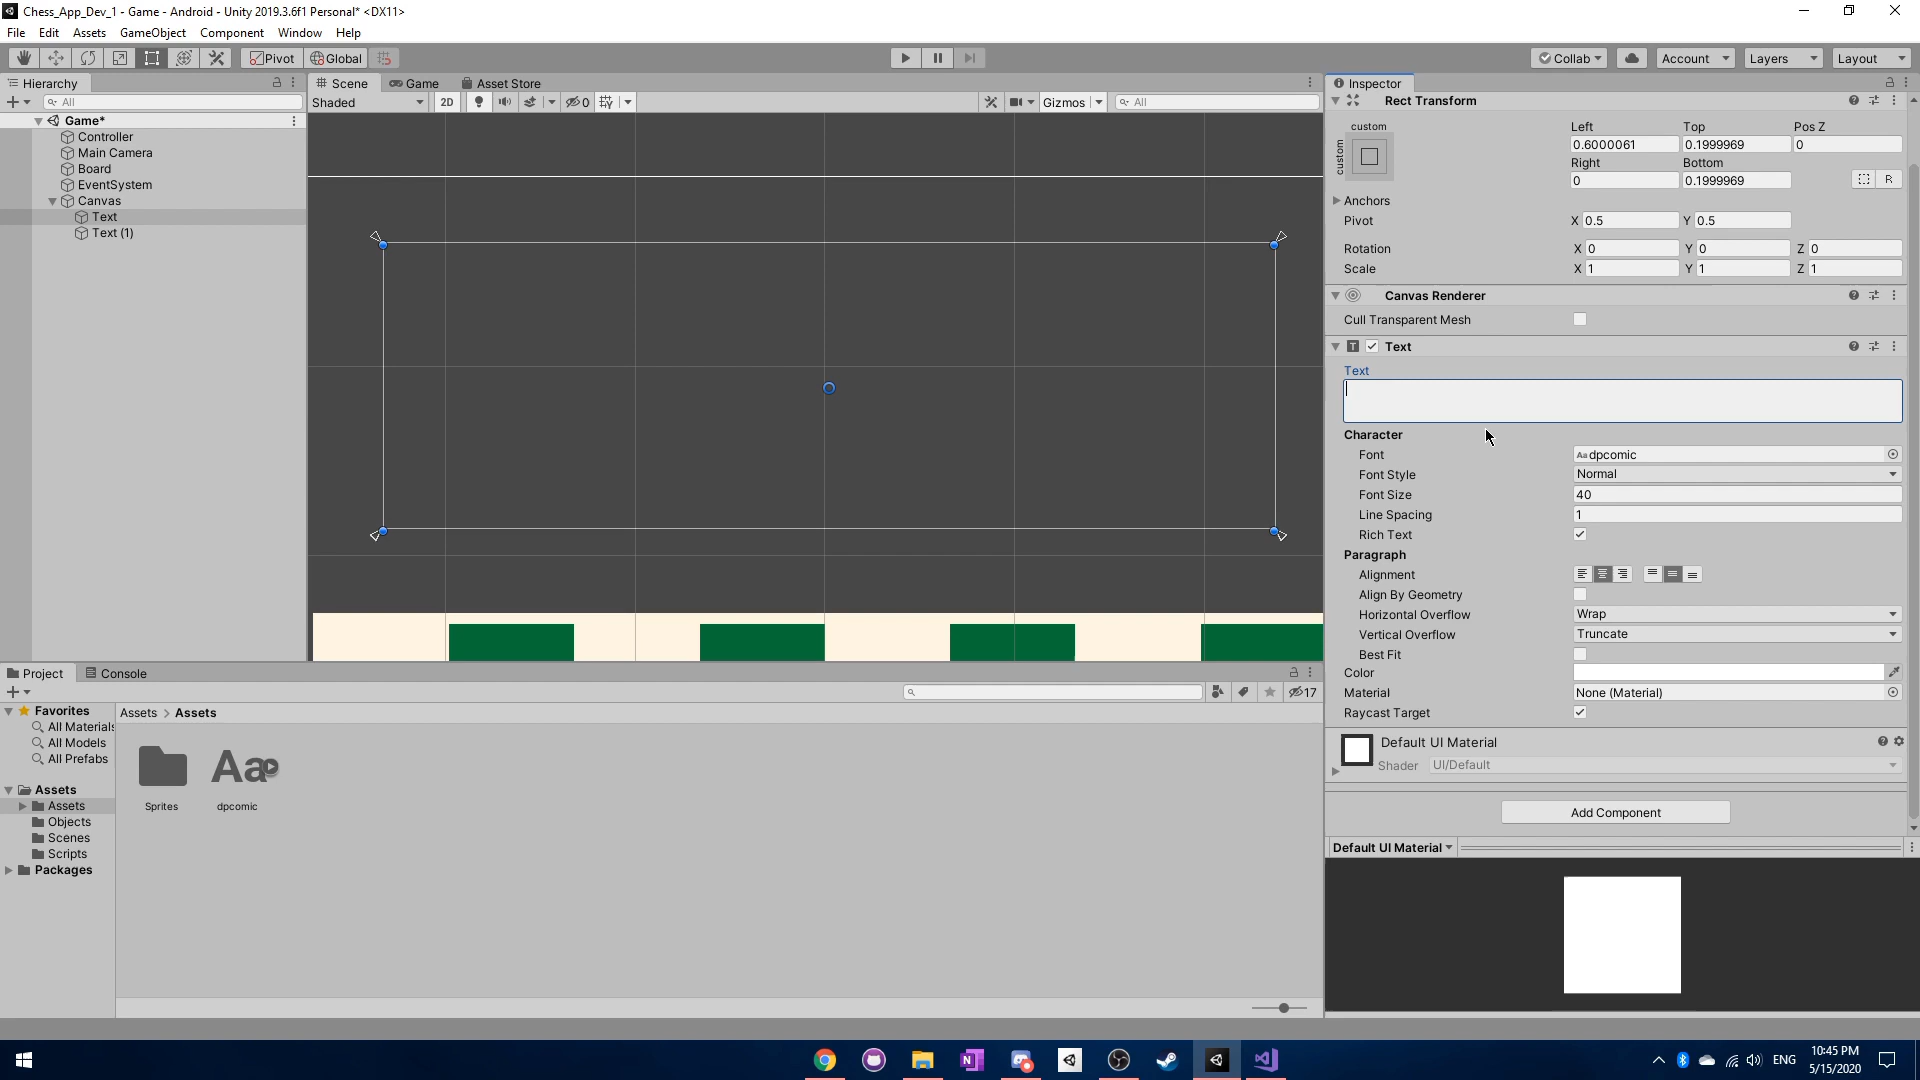 Chess_App_Dev_1 - Game - Android - Unity 2019.3.6f1 Personal* <DX11>
File Edit Assets GameObject Component Window Help
Pivot Global Collab Account Layers Layout
Hierarchy
All
Game*
Controller
Main Camera
Board
EventSystem
Canvas
Text
Text (1)
Scene Game Asset Store
Shaded 2D 0 Gizmos All
Inspector
Rect Transform
custom
custom
Left Top Pos Z
0.6000061 0.1999969 0
Right Bottom
0 0.1999969 R
Anchors
Pivot X 0.5 Y 0.5
Rotation X 0 Y 0 Z 0
Scale X 1 Y 1 Z 1
Canvas Renderer
Cull Transparent Mesh
Text
Text
Character
Font Aa dpcomic
Font Style Normal
Font Size 40
Line Spacing 1
Rich Text
Paragraph
Alignment
Align By Geometry
Horizontal Overflow Wrap
Vertical Overflow Truncate
Best Fit
Color
Material None (Material)
Raycast Target
Default UI Material
Shader UI/Default
Add Component
Default UI Material
Project Console
17
Favorites
All Materials
All Models
All Prefabs
Assets
Assets
Objects
Scenes
Scripts
Packages
Assets > Assets
Aa
Sprites dpcomic
ENG
10:45 PM
5/15/2020